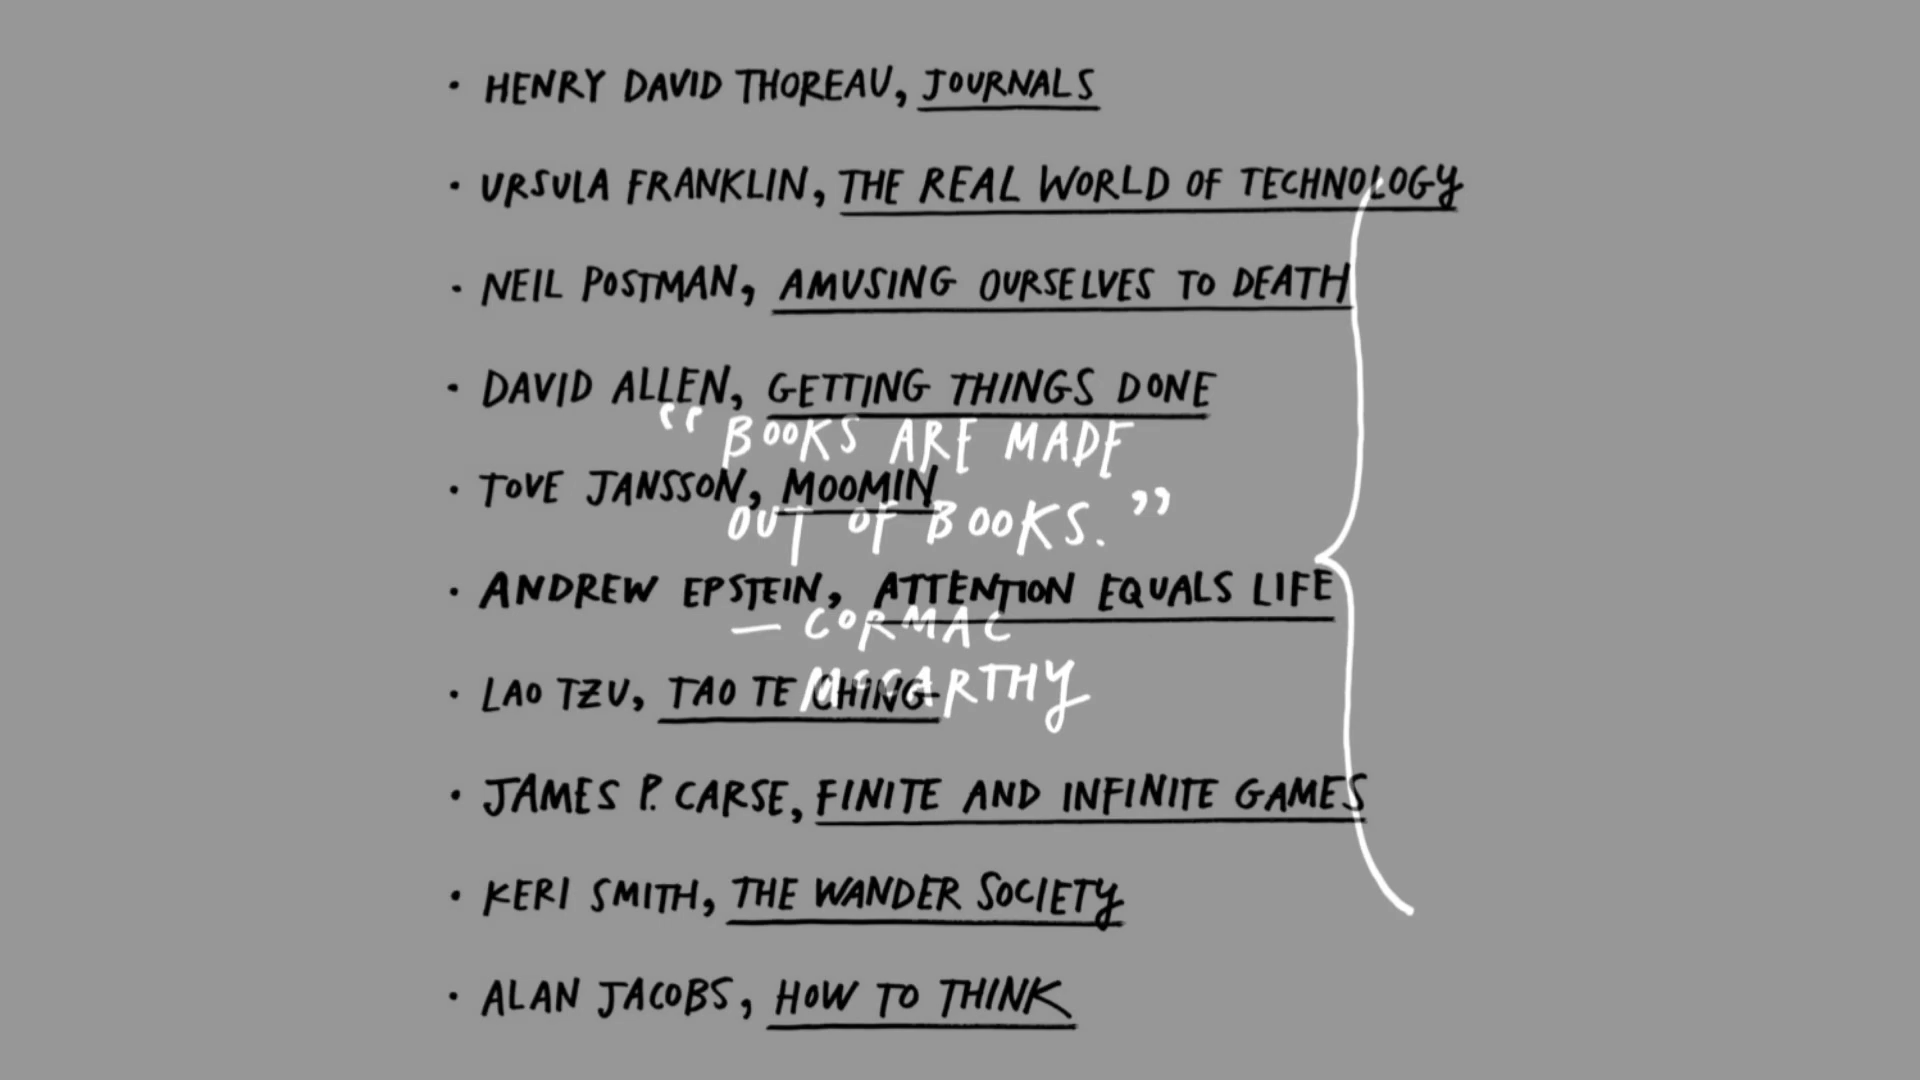 · HENRY DAVID THOREAU, JOURNALS
· URSULA FRANKLIN, THE REAL WORLD OF TECHNOLOGY
· NEIL POSTMAN, AMUSING OURSELVES TO DEATH
· DAVID ALLEN, GETTING THINGS DONE
· TOVE JANSSON, MOOMIN
· ANDREW EPSTEIN, ATTENTION EQUALS LIFE
· LAO TZU, TAO TE CHING
· JAMES P. CARSE, FINITE AND INFINITE GAMES
· KERI SMITH, THE WANDER SOCIETY
· ALAN JACOBS, HOW TO THINK
“BOOKS ARE MADE
OUT OF BOOKS.”
— CORMAC
MCCARTHY